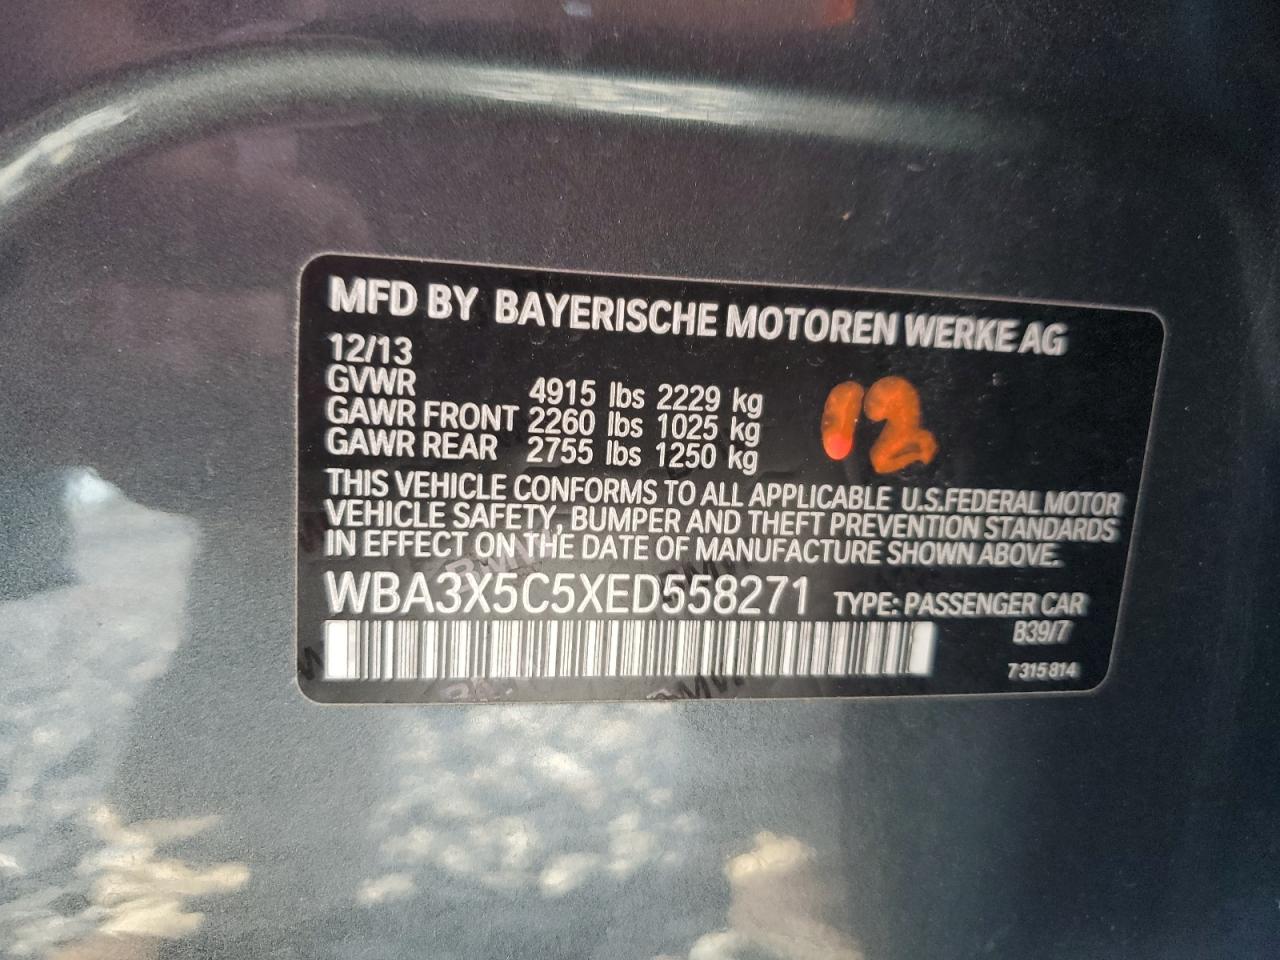 MFD BY BAYERISCHE MOTOREN WERKE AG
12/13
GVWR 4915 lbs 2229 kg
GAWR FRONT 2260 lbs 1025 kg
GAWR REAR 2755 lbs 1250 kg
12
THIS VEHICLE CONFORMS TO ALL APPLICABLE U.S.FEDERAL MOTOR
VEHICLE SAFETY, BUMPER AND THEFT PREVENTION STANDARDS
IN EFFECT ON THE DATE OF MANUFACTURE SHOWN ABOVE.
WBA3X5C5XED558271 TYPE: PASSENGER CAR
B39/7
7 315 814